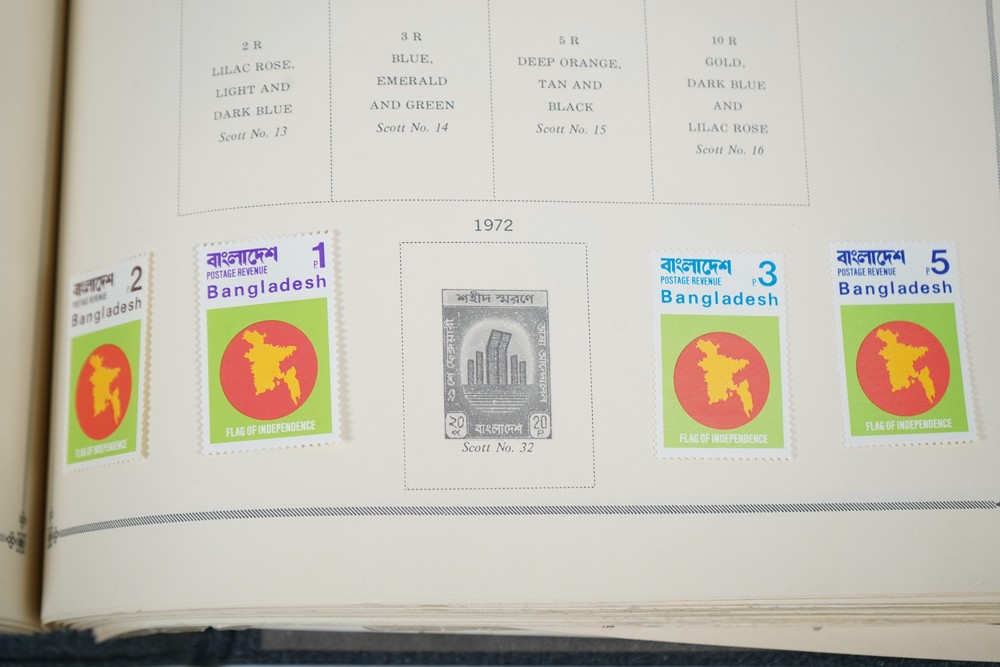 2 R
LILAC ROSE,
LIGHT AND
DARK BLUE
Scott No. 13
3 R
BLUE,
EMERALD
AND GREEN
Scott No. 14
5 R
DEEP ORANGE,
TAN AND
BLACK
Scott No. 15
10 R
GOLD,
DARK BLUE
AND
LILAC ROSE
Scott No. 16
1972
বাংলাদেশ P. 2
POSTAGE REVENUE
Bangladesh
FLAG OF INDEPENDENCE
বাংলাদেশ P. 1
POSTAGE REVENUE
Bangladesh
FLAG OF INDEPENDENCE
শহীদ স্মরণে
২০ প
বাংলাদেশ
20 P
Scott No. 32
বাংলাদেশ P. 3
POSTAGE REVENUE
Bangladesh
FLAG OF INDEPENDENCE
বাংলাদেশ P. 5
POSTAGE REVENUE
Bangladesh
FLAG OF INDEPENDENCE